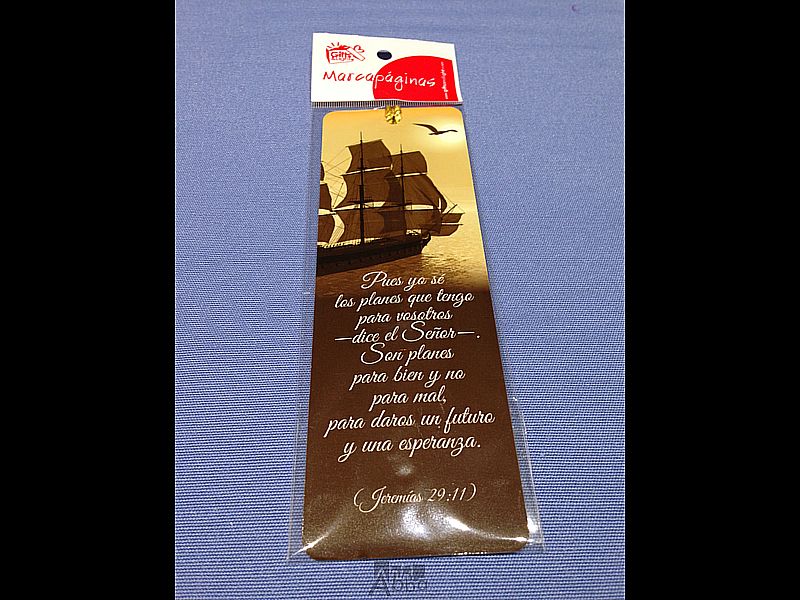 Gifts
Marcapáginas
Pues yo sé
los planes que tengo
para vosotros
—dice el Señor—.
Son planes
para bien y no
para mal,
para daros un futuro
y una esperanza.
(Jeremías 29:11)